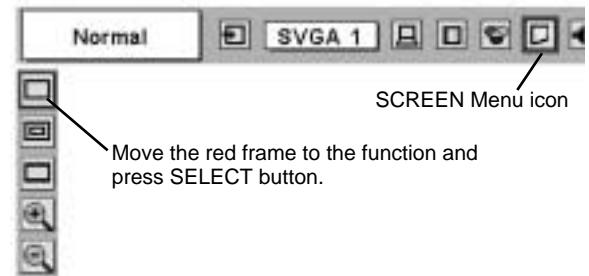 Normal SVGA 1
SCREEN Menu icon
Move the red frame to the function and
press SELECT button.